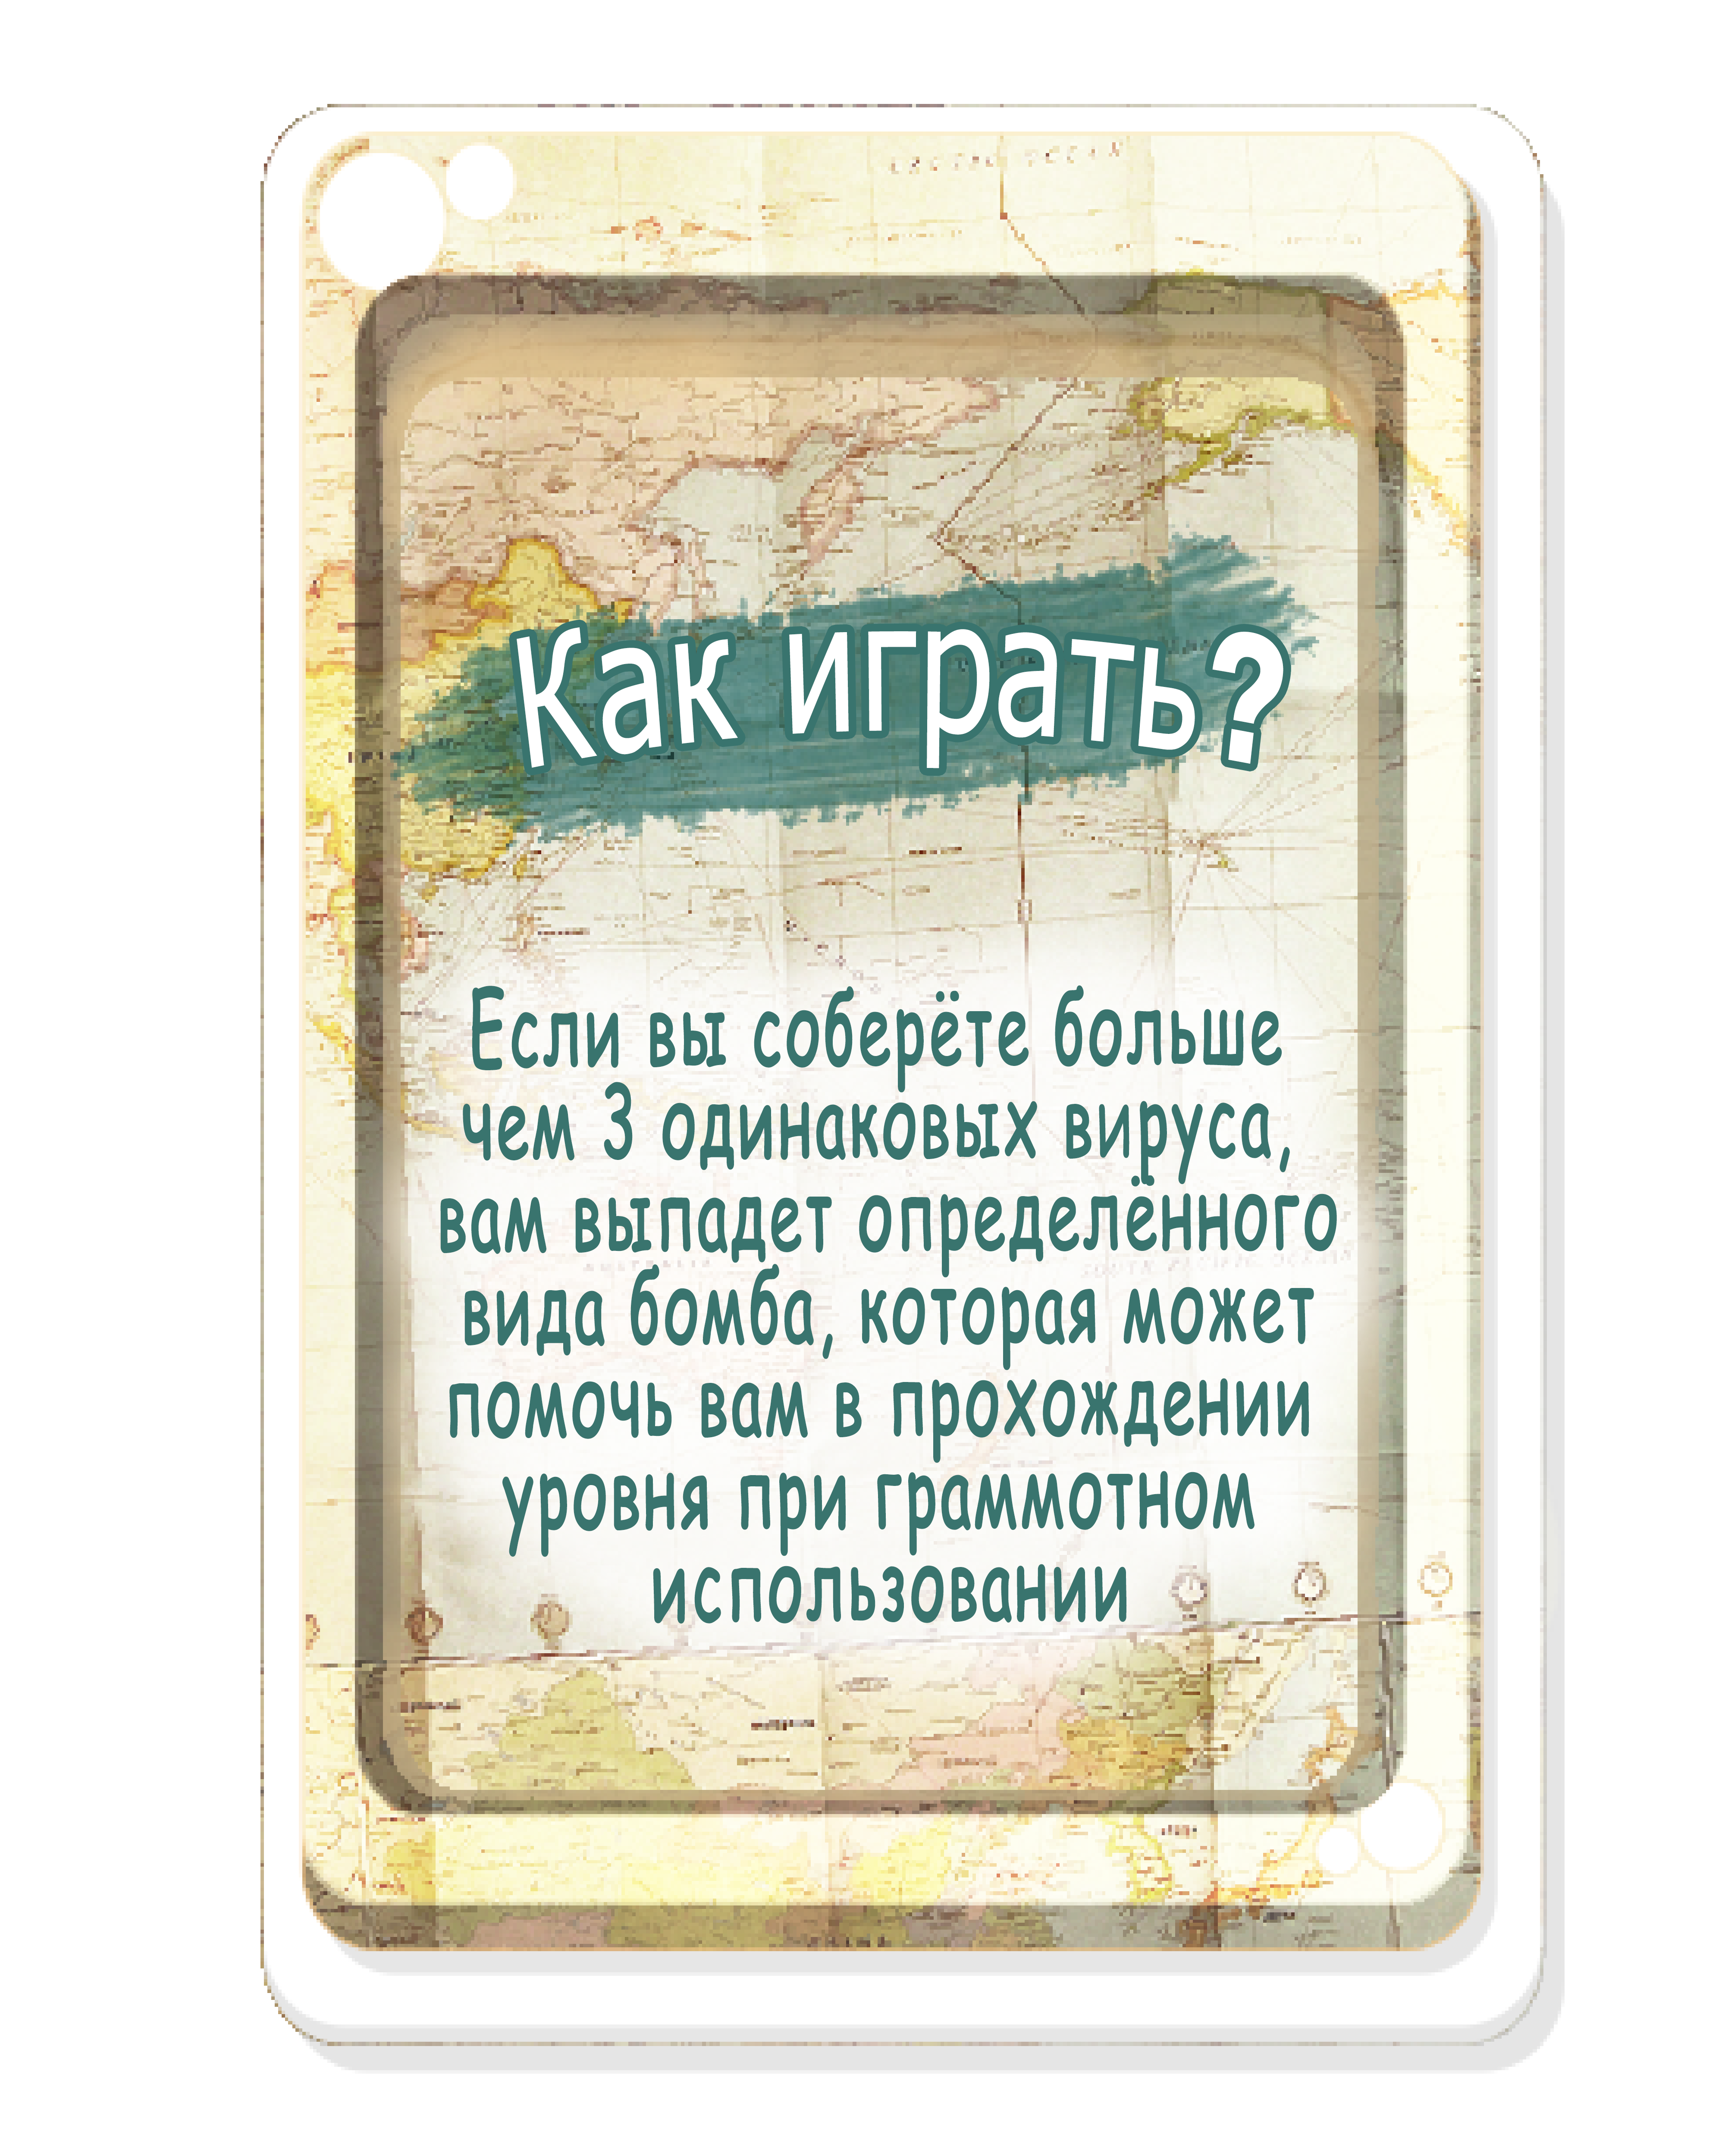 Как играть?
Если вы соберёте больше
чем 3 одинаковых вируса,
вам выпадет определённого
вида бомба, которая может
помочь вам в прохождении
уровня при граммотном
использовании